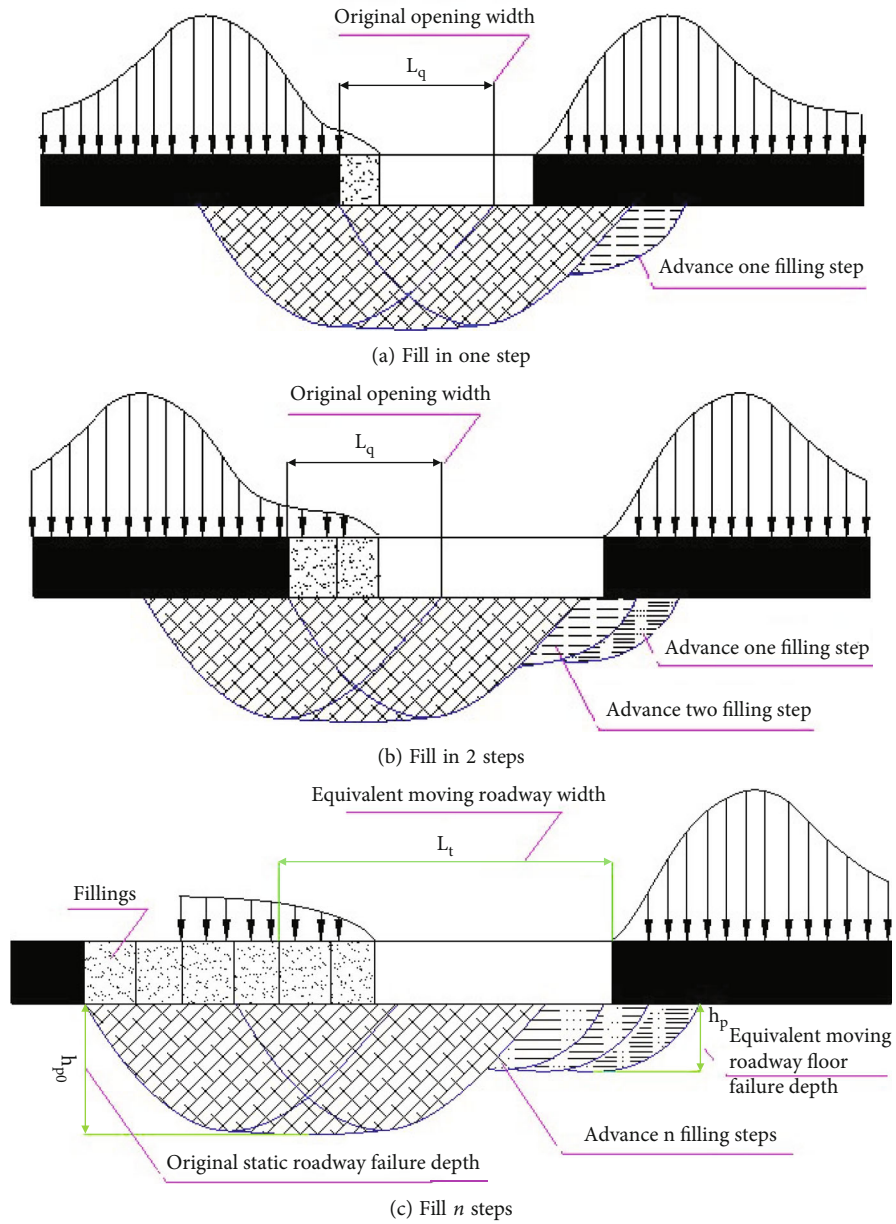 Original opening width
L_q
Advance one filling step
(a) Fill in one step
Original opening width
L_q
Advance one filling step
Advance two filling step
(b) Fill in 2 steps
Equivalent moving roadway width
L_t
Fillings
h_p0
h_p
Equivalent moving
roadway floor
failure depth
Advance n filling steps
Original static roadway failure depth
(c) Fill n steps